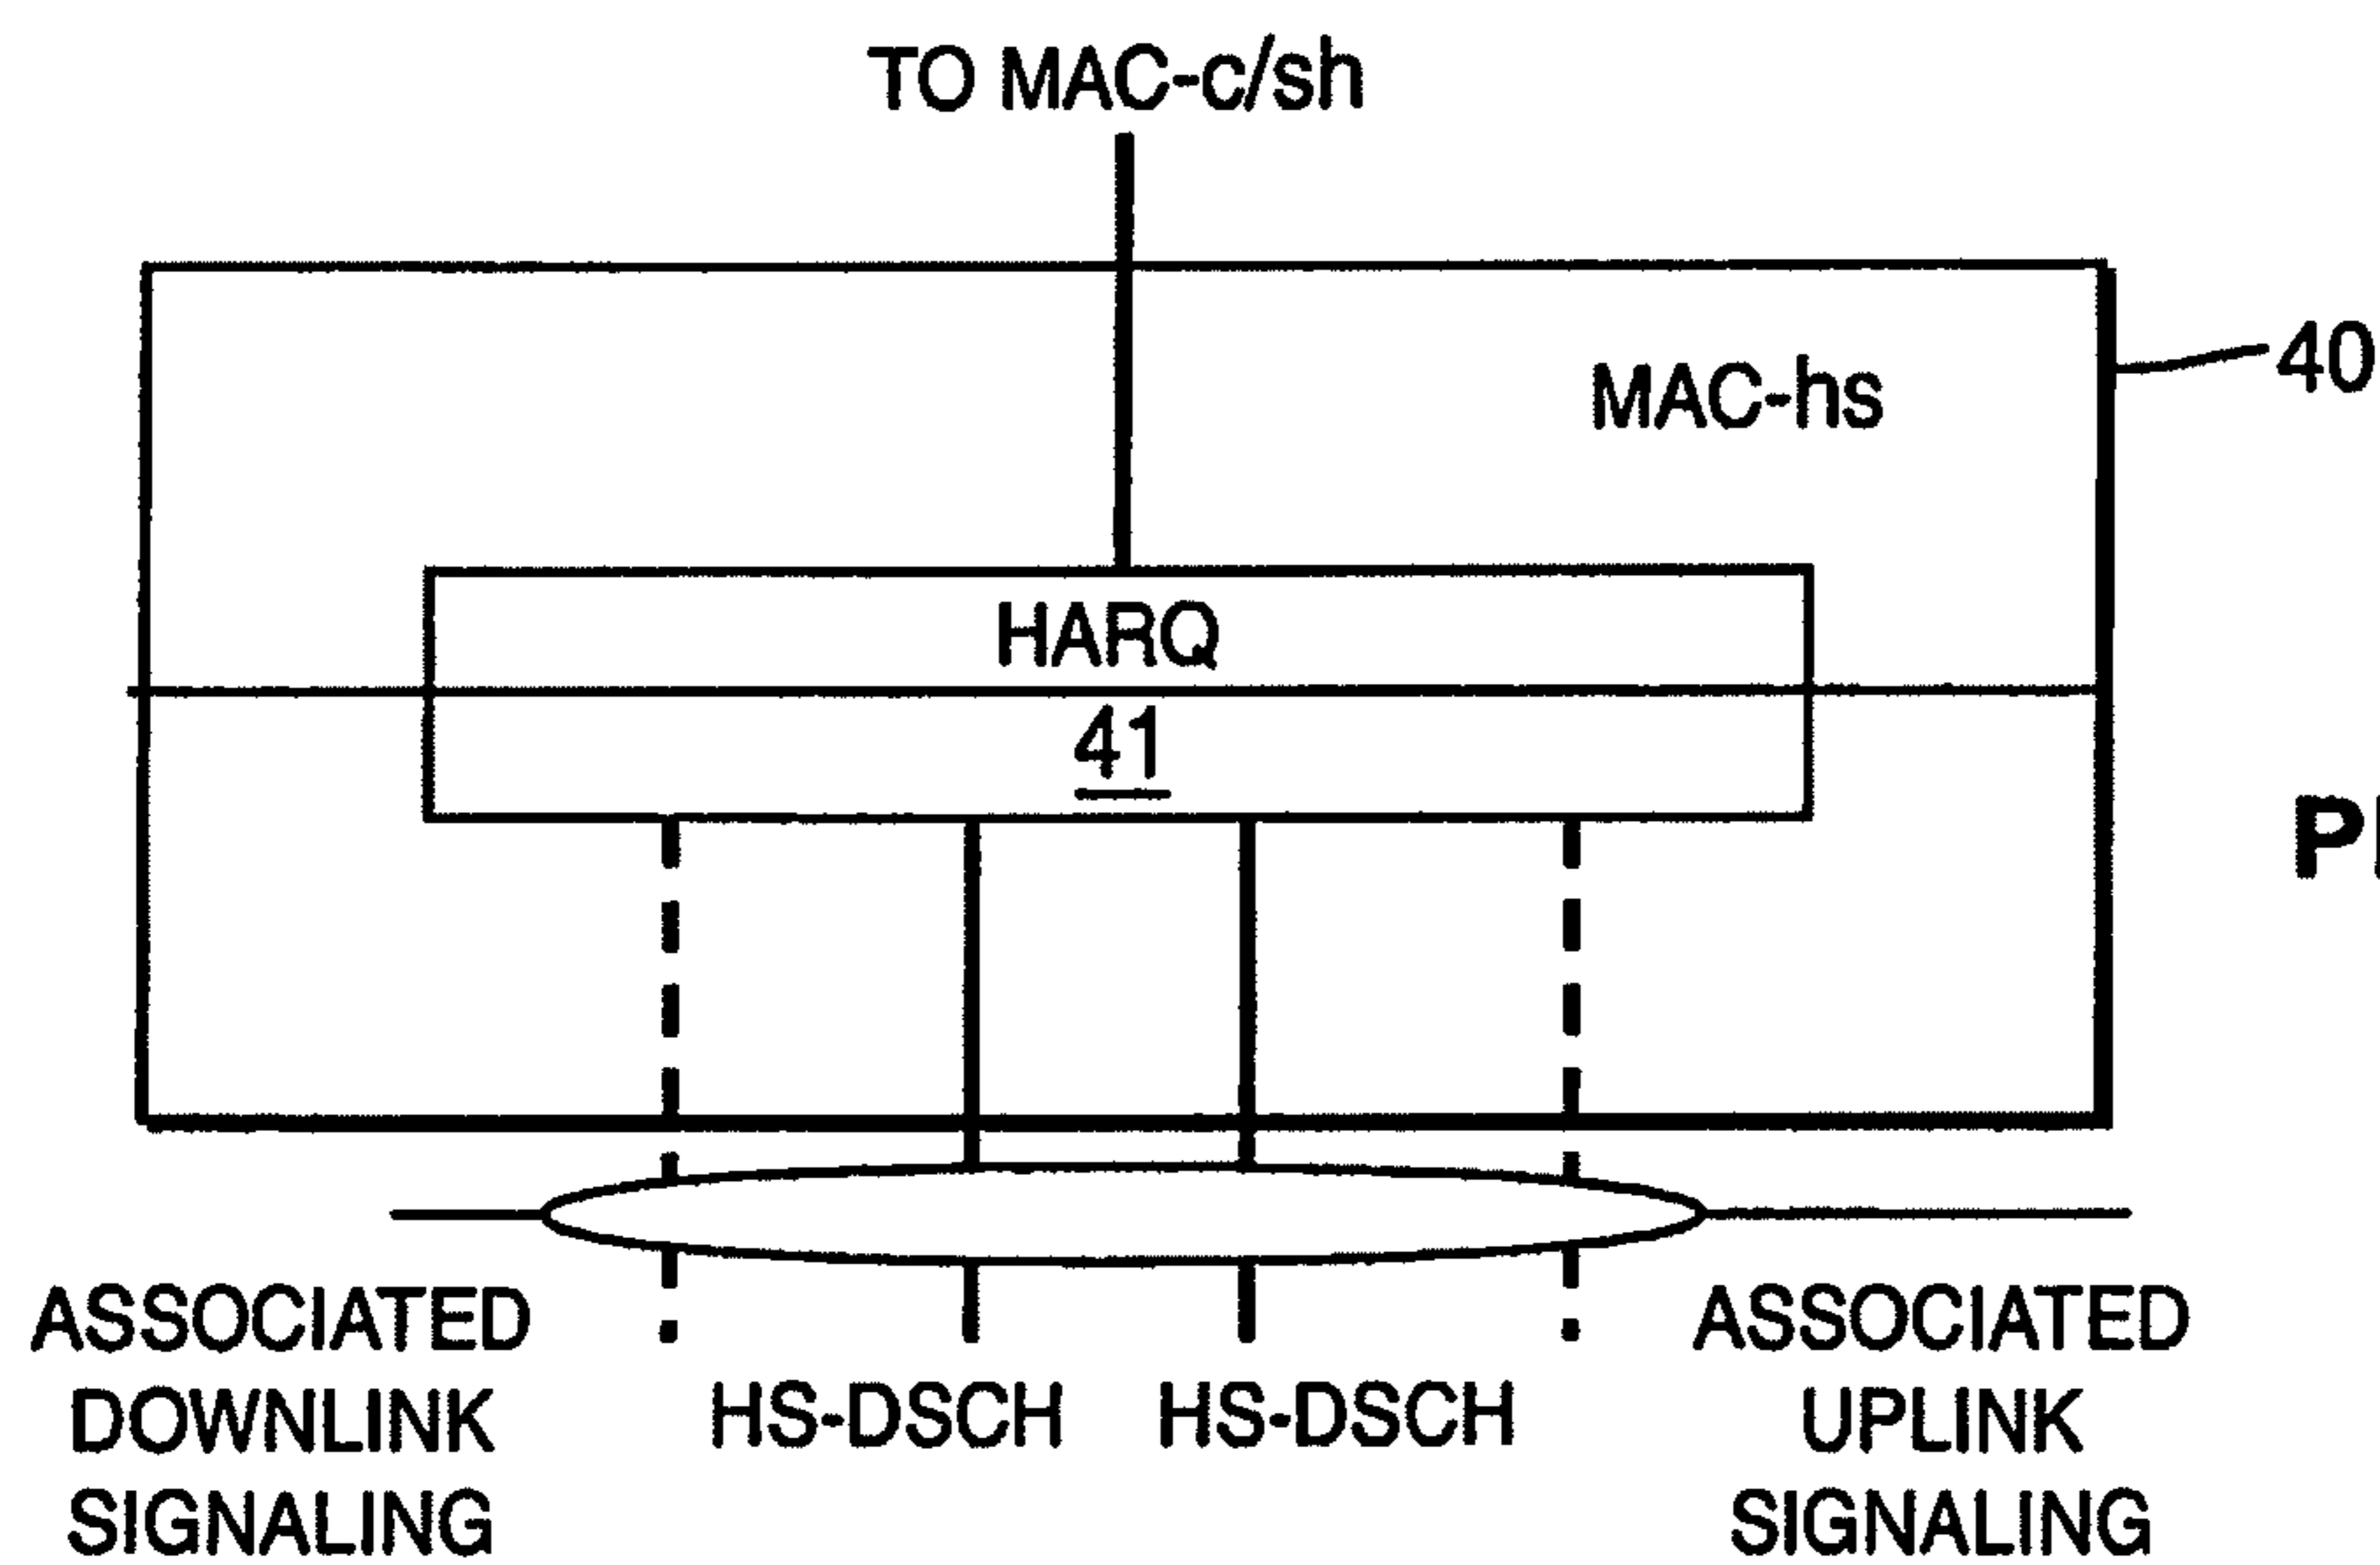 TO MAC-c/sh
MAC-hs
40
HARQ
41
ASSOCIATED
DOWNLINK
SIGNALING
HS-DSCH
HS-DSCH
ASSOCIATED
UPLINK
SIGNALING